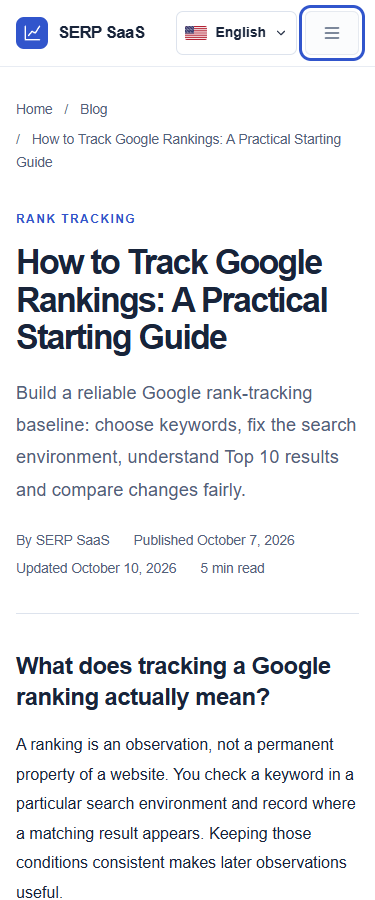 SERP SaaS
English
Home / Blog
/ How to Track Google Rankings: A Practical Starting
Guide
RANK TRACKING
How to Track Google
Rankings: A Practical
Starting Guide
Build a reliable Google rank-tracking
baseline: choose keywords, fix the search
environment, understand Top 10 results
and compare changes fairly.
By SERP SaaS Published October 7, 2026
Updated October 10, 2026 5 min read
What does tracking a Google
ranking actually mean?
A ranking is an observation, not a permanent
property of a website. You check a keyword in a
particular search environment and record where
a matching result appears. Keeping those
conditions consistent makes later observations
useful.